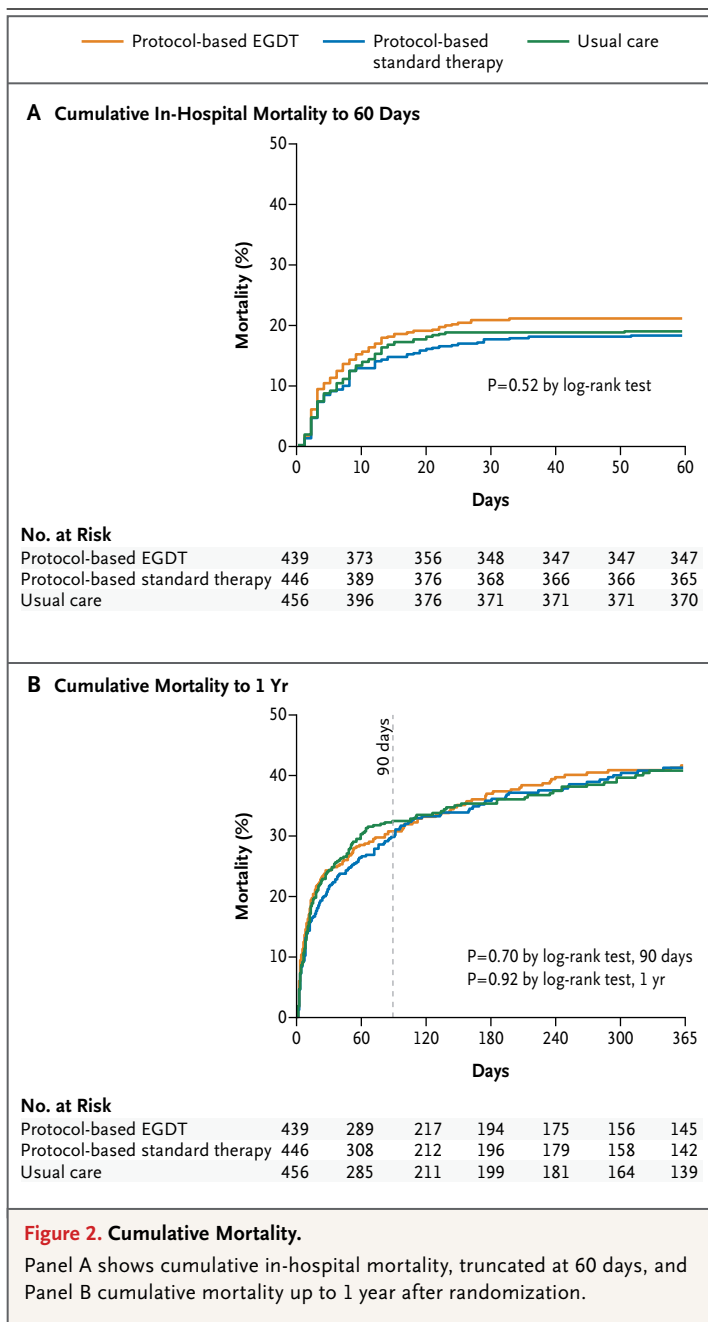 Protocol-based EGDT
Protocol-based standard therapy
Usual care
A Cumulative In-Hospital Mortality to 60 Days
50
40
30
20
10
0
Mortality (%)
P=0.52 by log-rank test
0 10 20 30 40 50 60
Days
No. at Risk
Protocol-based EGDT 439 373 356 348 347 347 347
Protocol-based standard therapy 446 389 376 368 366 366 365
Usual care 456 396 376 371 371 371 370
B Cumulative Mortality to 1 Yr
50
40
30
20
10
0
Mortality (%)
90 days
P=0.70 by log-rank test, 90 days
P=0.92 by log-rank test, 1 yr
0 60 120 180 240 300 365
Days
No. at Risk
Protocol-based EGDT 439 289 217 194 175 156 145
Protocol-based standard therapy 446 308 212 196 179 158 142
Usual care 456 285 211 199 181 164 139
Figure 2. Cumulative Mortality.
Panel A shows cumulative in-hospital mortality, truncated at 60 days, and
Panel B cumulative mortality up to 1 year after randomization.